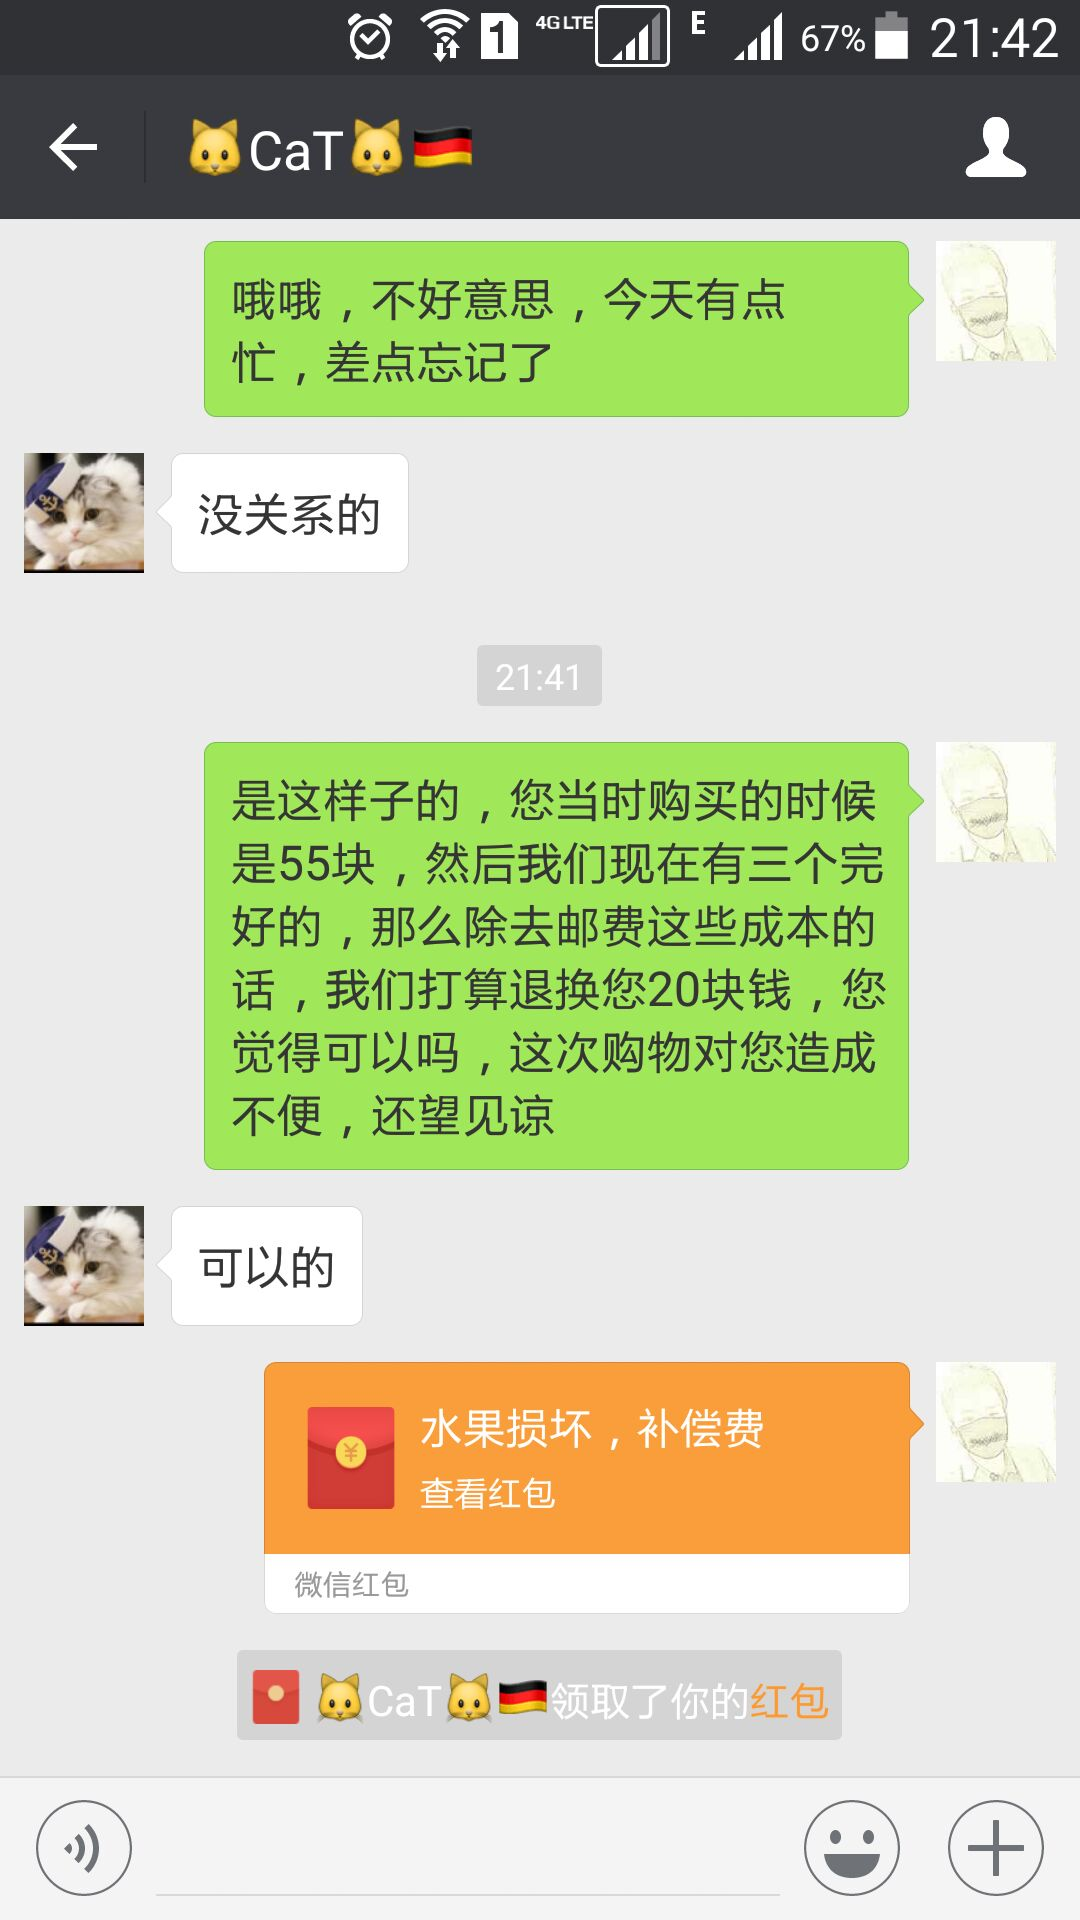 1 4G LTE E 67% 21:42
🐱CaT🐱🇩🇪
哦哦，不好意思，今天有点
忙，差点忘记了
没关系的
21:41
是这样子的，您当时购买的时候
是55块，然后我们现在有三个完
好的，那么除去邮费这些成本的
话，我们打算退换您20块钱，您
觉得可以吗，这次购物对您造成
不便，还望见谅
可以的
水果损坏，补偿费
查看红包
微信红包
🐱CaT🐱🇩🇪领取了你的红包